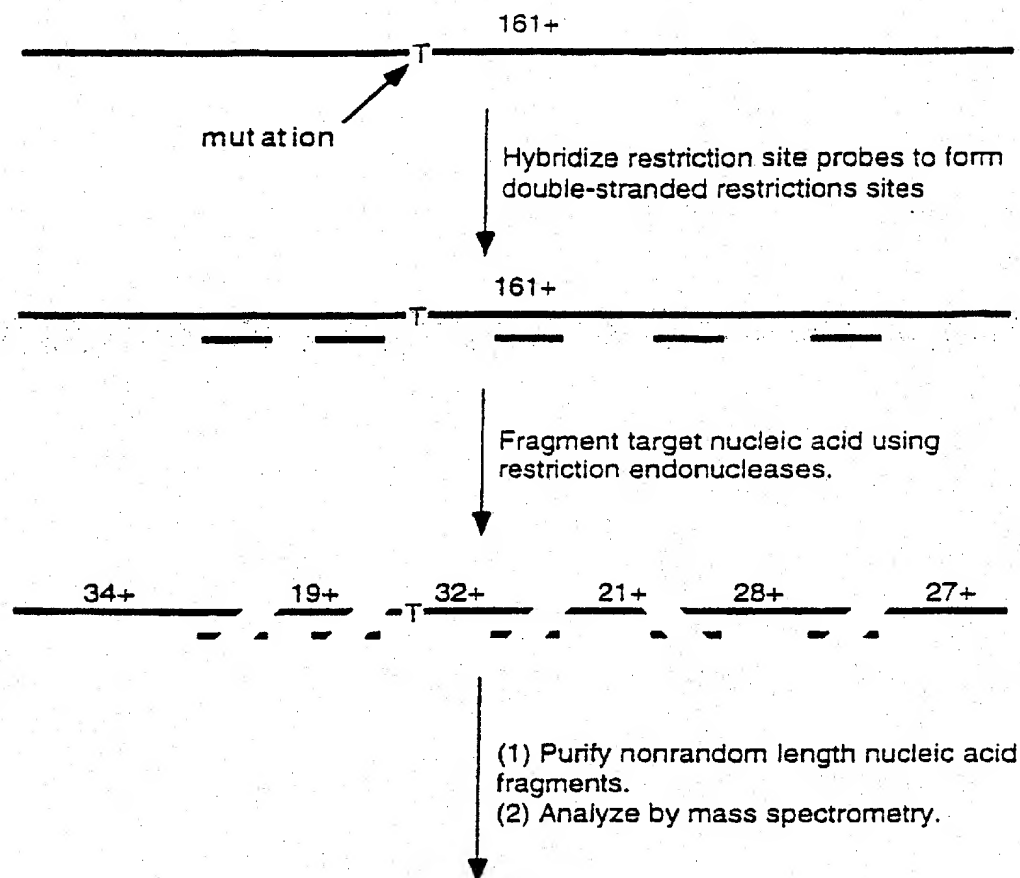 161+
T
mutation
Hybridize restriction site probes to form
double-stranded restrictions sites
161+
T
Fragment target nucleic acid using
restriction endonucleases.
34+ 19+ 32+ 21+ 28+ 27+
T
(1) Purify nonrandom length nucleic acid
fragments.
(2) Analyze by mass spectrometry.